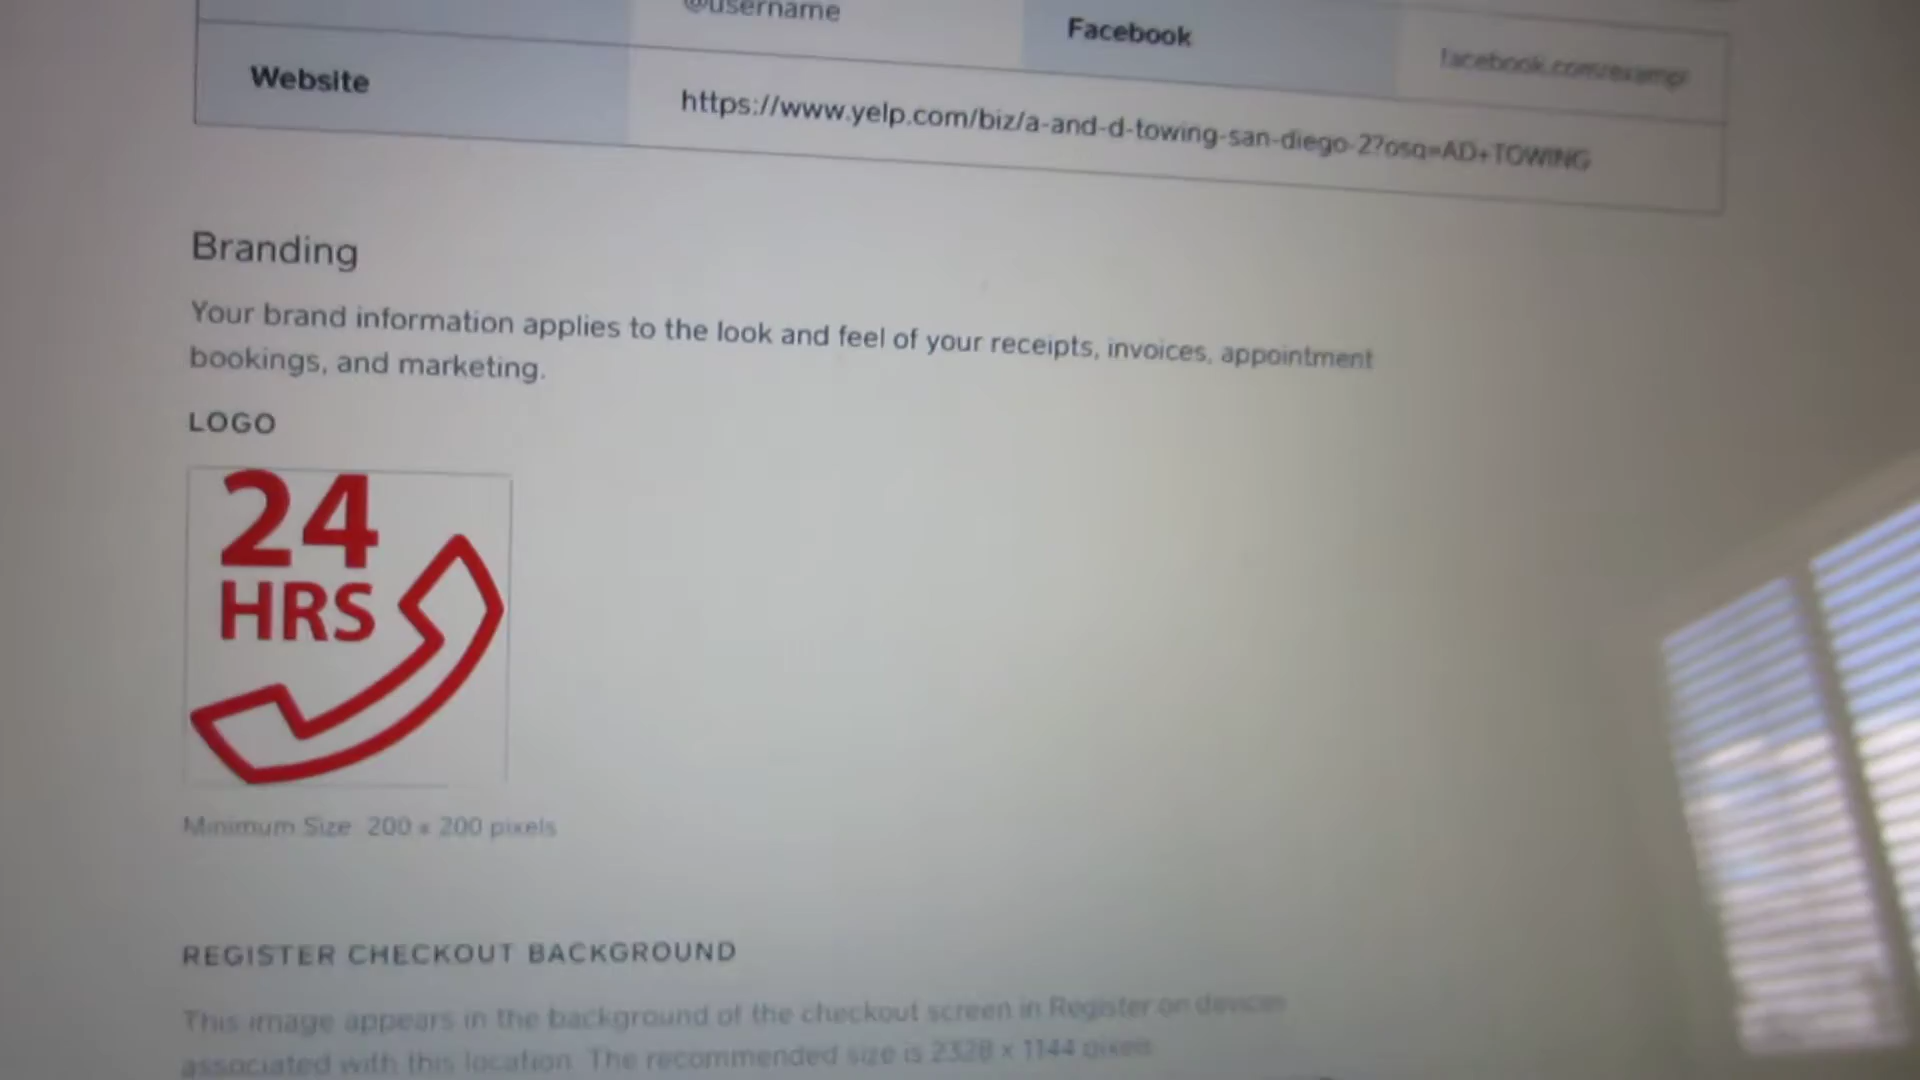 @username
Facebook
facebook.com/exampl
Website
https://www.yelp.com/biz/a-and-d-towing-san-diego-2?osq=AD+TOWING
Branding
Your brand information applies to the look and feel of your receipts, invoices, appointment
bookings, and marketing.
LOGO
24
HRS
Minimum Size: 200 x 200 pixels
REGISTER CHECKOUT BACKGROUND
This image appears in the background of the checkout screen in Register on devices
associated with this location. The recommended size is 2328 x 1144 pixels.